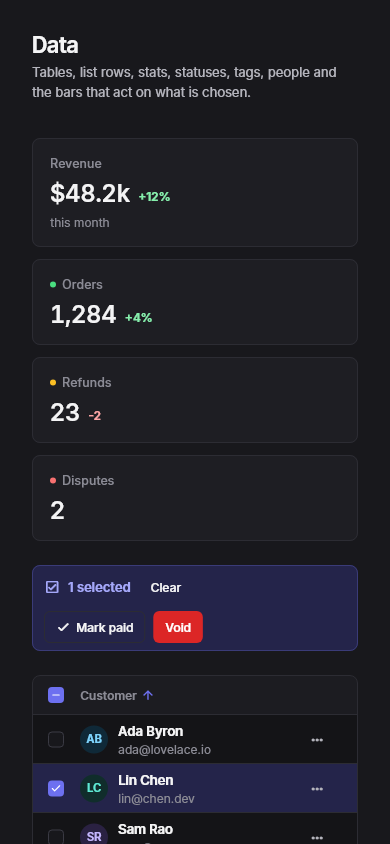 Data
Tables, list rows, stats, statuses, tags, people and
the bars that act on what is chosen.
Revenue
$48.2k +12%
this month
Orders
1,284 +4%
Refunds
23 -2
Disputes
2
1 selected Clear
Mark paid Void
Customer
AB Ada Byron
ada@lovelace.io
LC Lin Chen
lin@chen.dev
SR Sam Rao